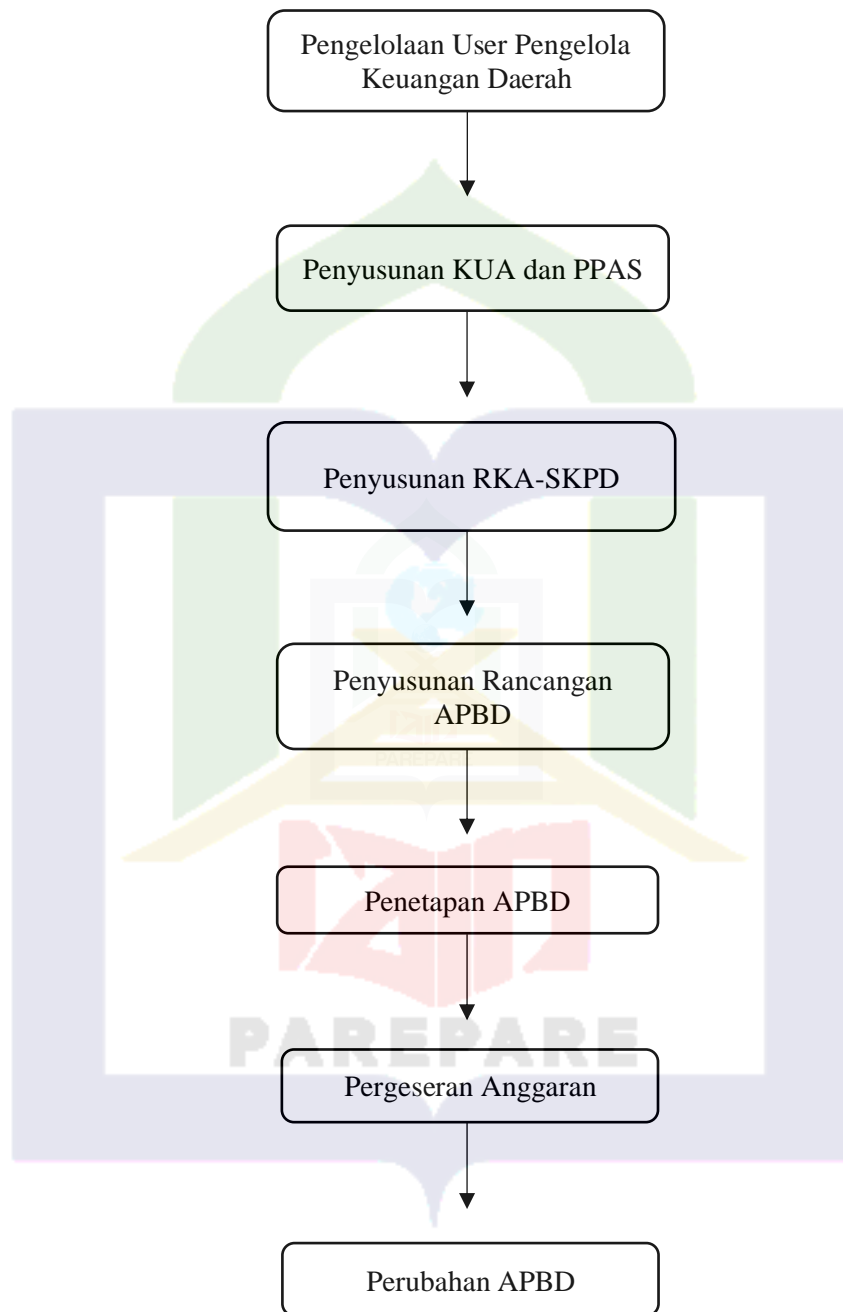 Pengelolaan User Pengelola
Keuangan Daerah
Penyusunan KUA dan PPAS
Penyusunan RKA-SKPD
Penyusunan Rancangan
APBD
PAREPARE
Penetapan APBD
PAREPARE
Pergeseran Anggaran
Perubahan APBD